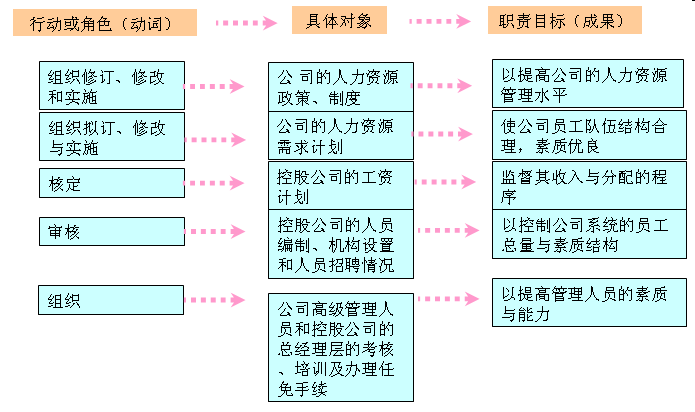 行动或角色（动词）
具体对象
职责目标（成果）
组织修订、修改
和实施
公 司的人力资源
政策、制度
以提高公司的人力资源
管理水平
组织拟订、修改
与实施
公司的人力资源
需求计划
使公司员工队伍结构合
理，素质优良
核定
控股公司的工资
计划
监督其收入与分配的程
序
审核
控股公司的人员
编制、机构设置
和人员招聘情况
以控制公司系统的员工
总量与素质结构
组织
公司高级管理人
员和控股公司的
总经理层的考核
、培训及办理任
免手续
以提高管理人员的素质
与能力